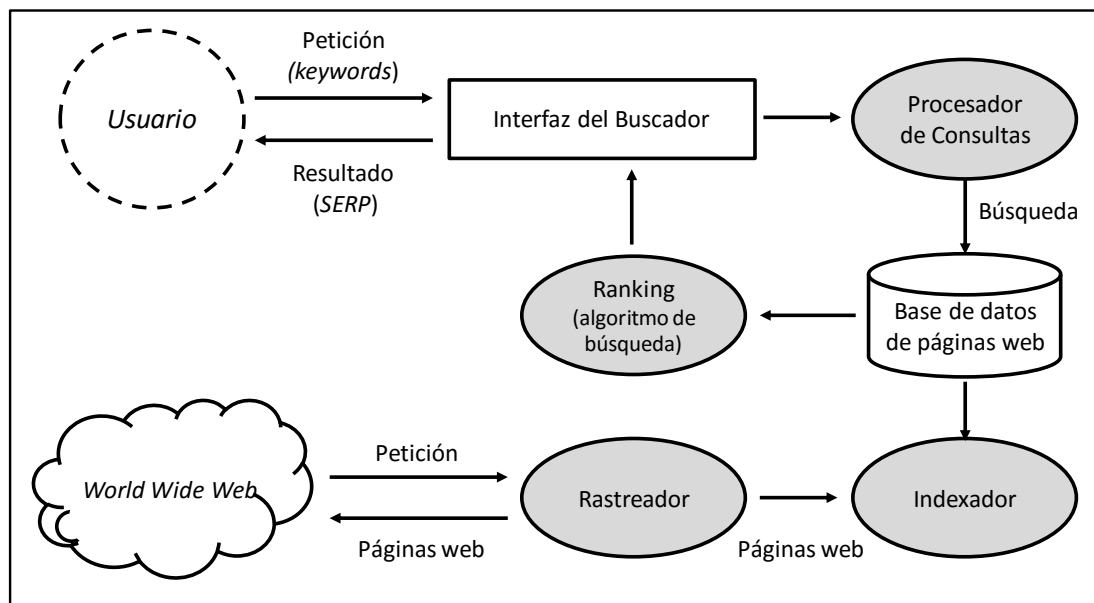 Petición
(keywords)
Usuario
Interfaz del Buscador
Procesador
de Consultas
Resultado
(SERP)
Búsqueda
Ranking
(algoritmo de
búsqueda)
Base de datos
de páginas web
World Wide Web
Petición
Páginas web
Rastreador
Páginas web
Indexador